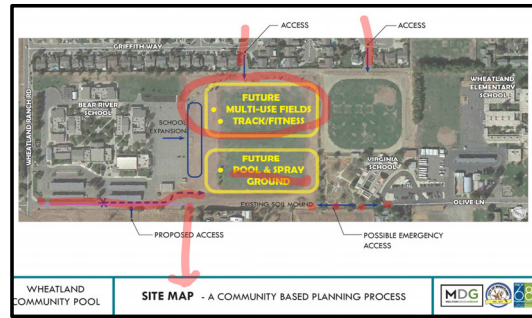 ACCESS
ACCESS
GRIFFITH WAY
WHEATLAND RANCH RD
BEAR RIVER
SCHOOL
SCHOOL
EXPANSION
FUTURE
• MULTI-USE FIELDS
• TRACK/FITNESS
WHEATLAND
ELEMENTARY
SCHOOL
FUTURE
• POOL & SPRAY
GROUND
VIRGINIA
SCHOOL
EXISTING SOIL MOUND
OLIVE LN
PROPOSED ACCESS
POSSIBLE EMERGENCY
ACCESS
WHEATLAND
COMMUNITY POOL
SITE MAP - A COMMUNITY BASED PLANNING PROCESS
MDG
68